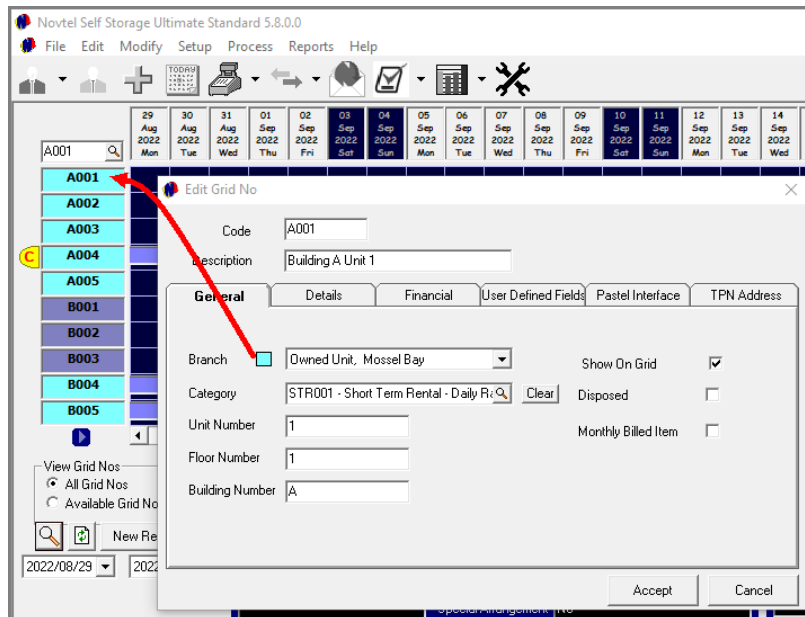 Novtel Self Storage Ultimate Standard 5.8.0.0
File Edit Modify Setup Process Reports Help
TODAY
29 30 31 01 02 03 04 05 06 07 08 09 10 11 12 13 14
Aug Aug Aug Sep Sep Sep Sep Sep Sep Sep Sep Sep Sep Sep Sep Sep Sep
2022 2022 2022 2022 2022 2022 2022 2022 2022 2022 2022 2022 2022 2022 2022 2022 2022
Mon Tue Wed Thu Fri Sat Sun Mon Tue Wed Thu Fri Sat Sun Mon Tue Wed
A001
A001
A002
A003
C A004
A005
B001
B002
B003
B004
B005
View Grid Nos
All Grid Nos
Available Grid No
New Re
2022/08/29 2022
Edit Grid No
Code A001
Description Building A Unit 1
General Details Financial User Defined Fields Pastel Interface TPN Address
Branch Owned Unit, Mossel Bay Show On Grid
Category STR001 - Short Term Rental - Daily Ra Clear Disposed
Unit Number 1 Monthly Billed Item
Floor Number 1
Building Number A
Accept Cancel
Special Arrangement No